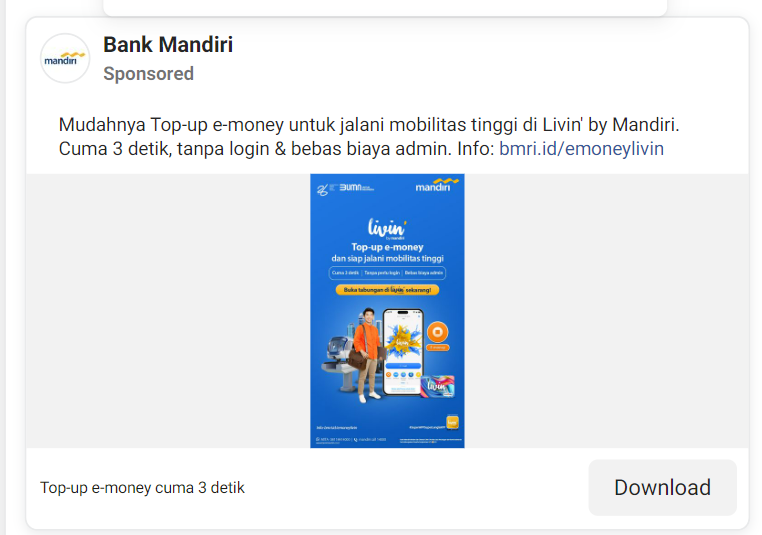 Bank Mandiri
mandiri
Sponsored
Mudahnya Top-up e-money untuk jalani mobilitas tinggi di Livin' by Mandiri.
Cuma 3 detik, tanpa login & bebas biaya admin. Info: bmri.id/emoneylivin
BUMN
mandiri
livin'
by mandiri
Top-up e-money
dan siap jalani mobilitas tinggi
Cuma 3 detik | Tanpa perlu login | Bebas biaya admin
Buka tabungan di livin' sekarang!
livin'
livin'
Top-up e-money cuma 3 detik
Download